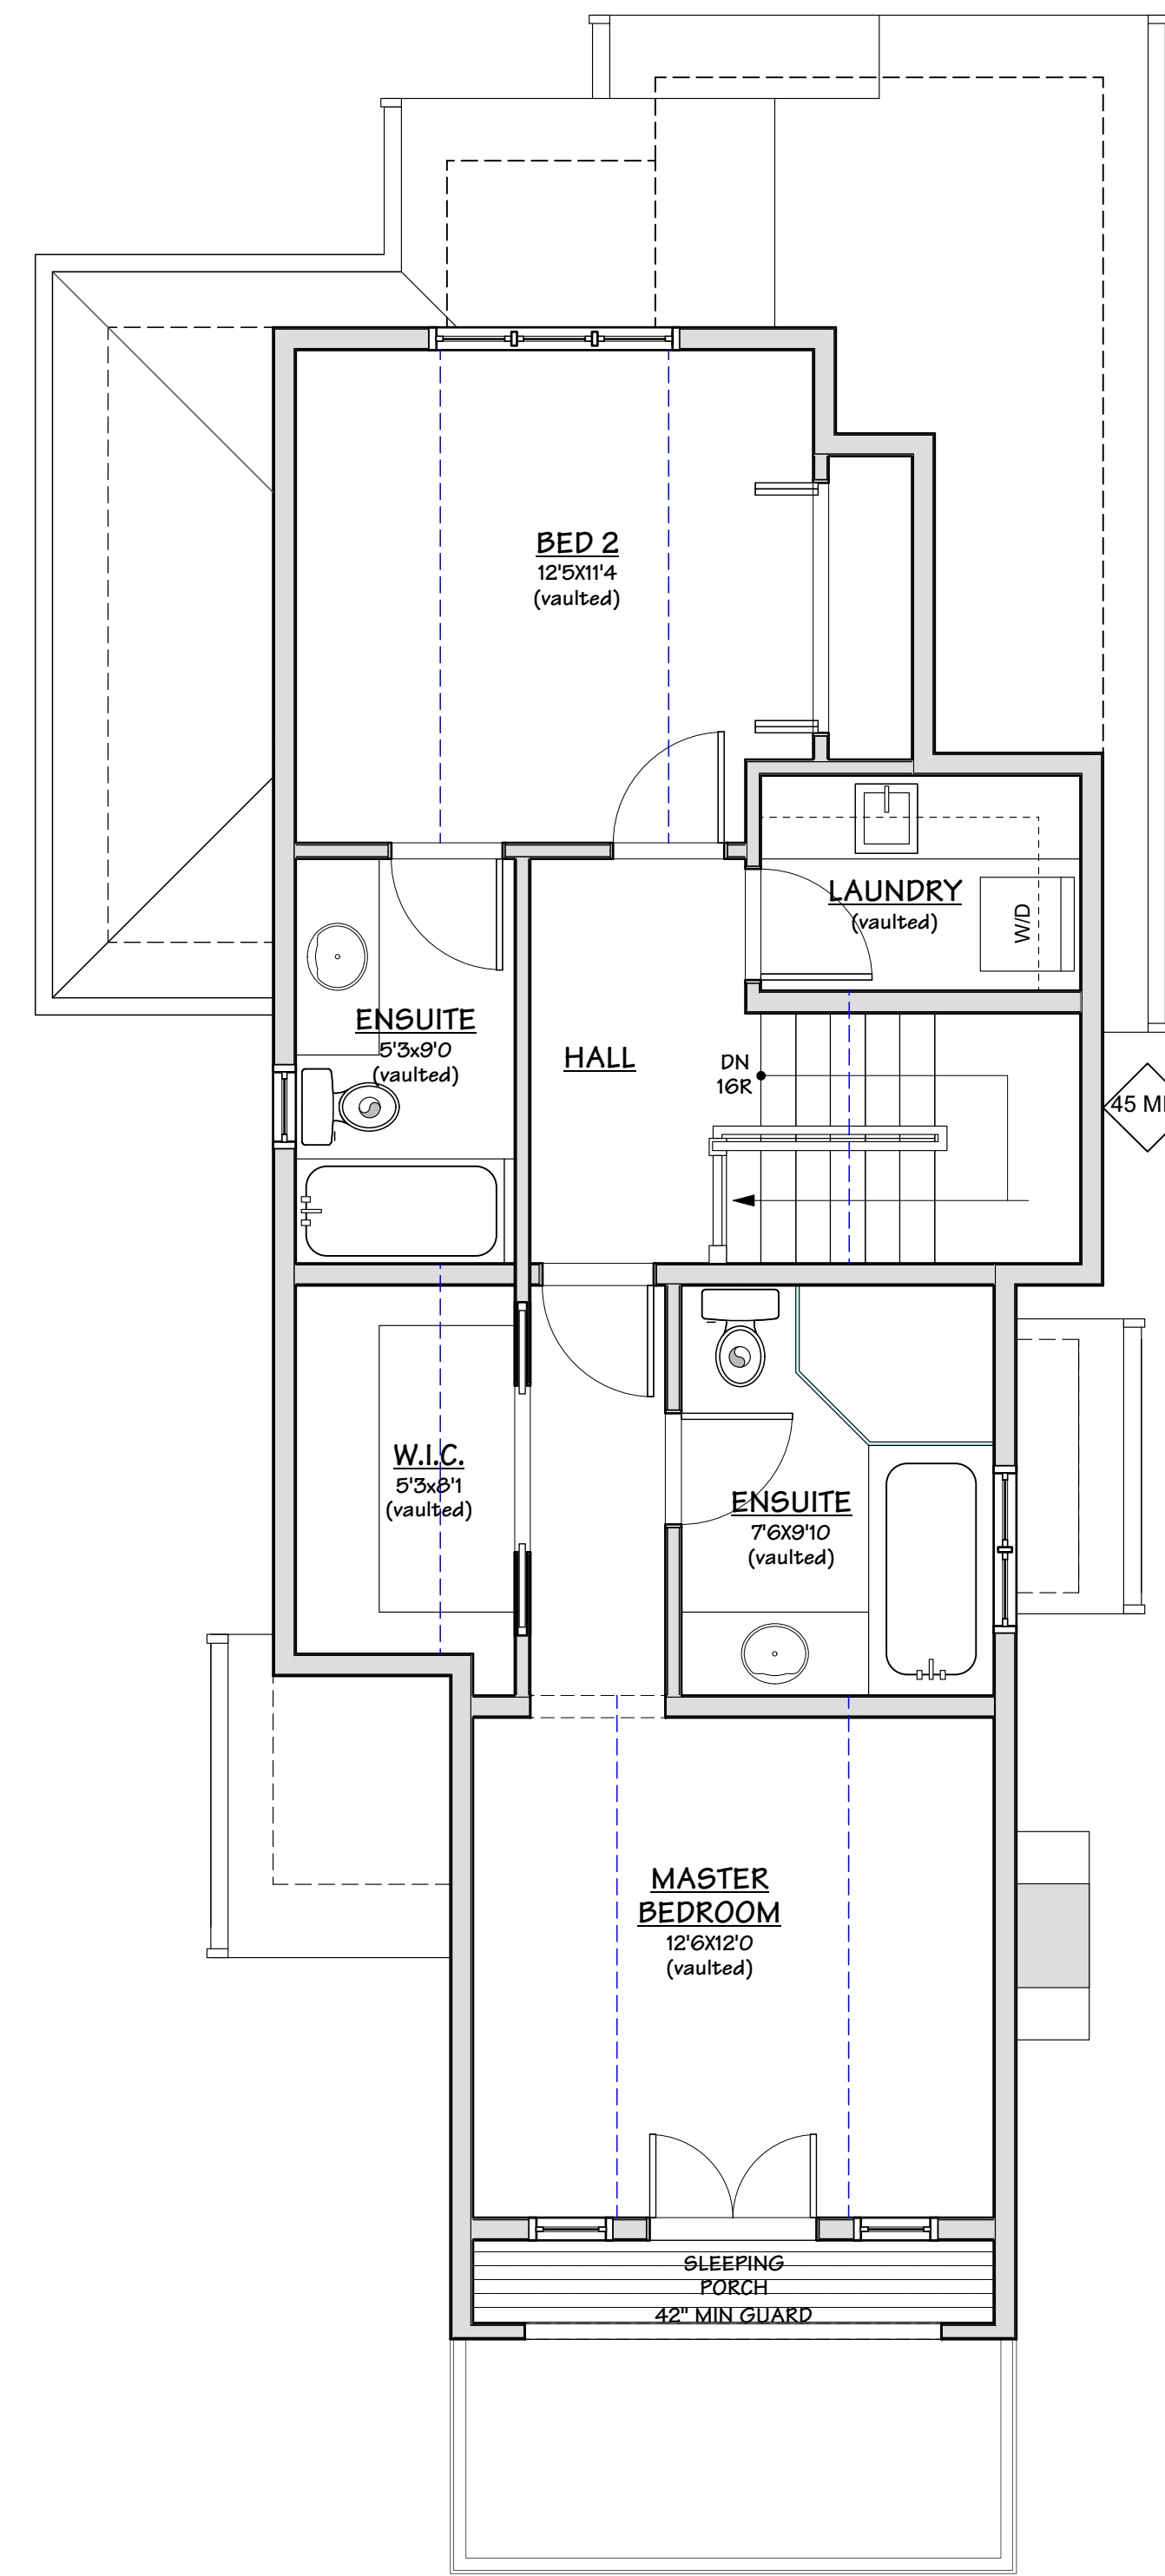 BED 2
12'5X11'4
(vaulted)
LAUNDRY
(vaulted)
W/D
ENSUITE
5'3x9'0
(vaulted)
HALL
DN
16R
45 MI
W.I.C.
5'3x8'1
(vaulted)
ENSUITE
7'6X9'10
(vaulted)
MASTER
BEDROOM
12'6X12'0
(vaulted)
SLEEPING
PORCH
42" MIN GUARD